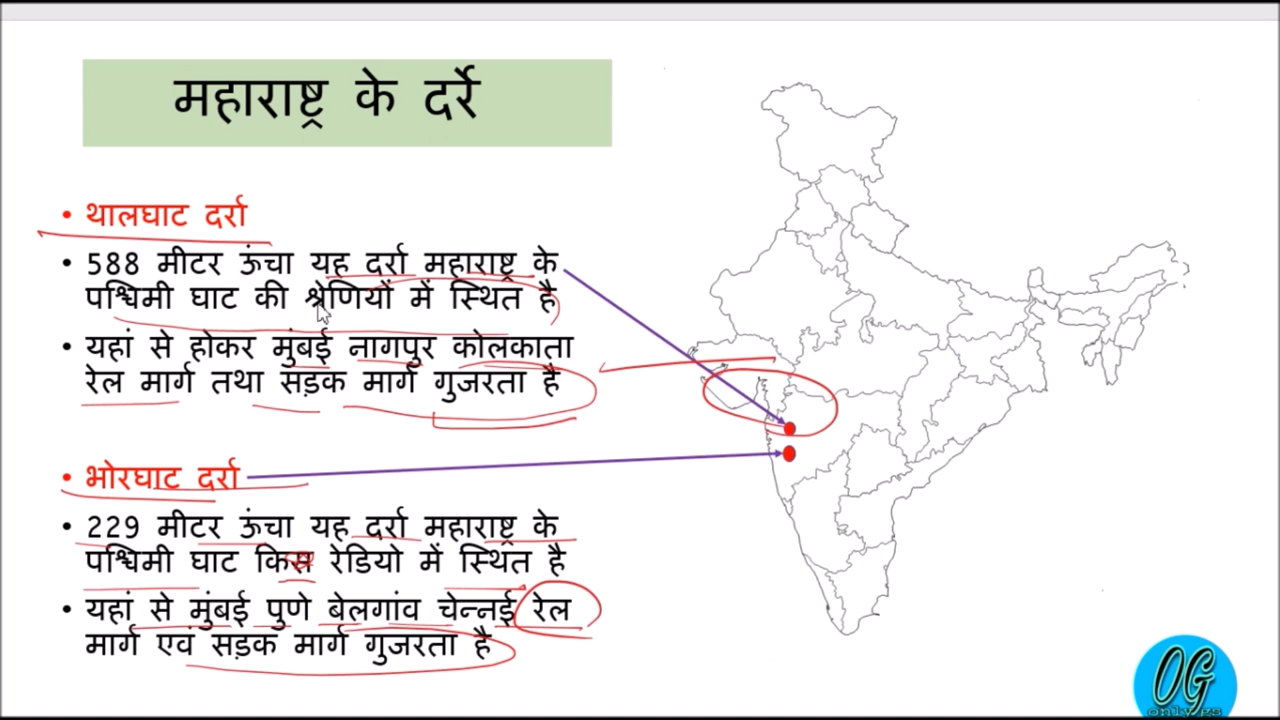 महाराष्ट्र के दर्रे
• थालघाट दर्रा
• 588 मीटर ऊंचा यह दर्रा महाराष्ट्र के
पश्चिमी घाट की श्रेणियों में स्थित है
• यहां से होकर मुंबई नागपुर कोलकाता
रेल मार्ग तथा सड़क मार्ग गुजरता है
• भोरघाट दर्रा
• 229 मीटर ऊंचा यह दर्रा महाराष्ट्र के
पश्चिमी घाट किस रेडियो में स्थित है
• यहां से मुंबई पुणे बेलगांव चेन्नई रेल
मार्ग एवं सड़क मार्ग गुजरता है
OG